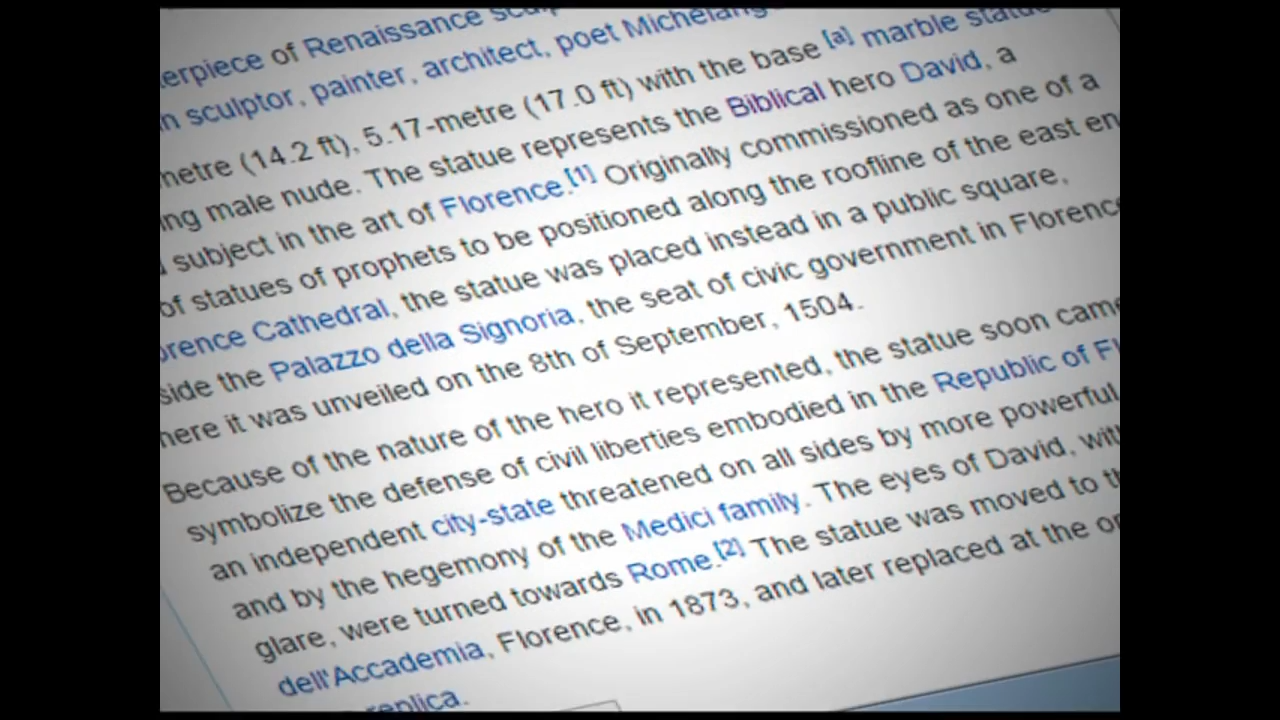 erpiece of Renaissance
n sculptor, painter, architect, poet
metre (14.2 ft), 5.17-metre (17.0 ft) with the base [a] marble
ng male nude. The statue represents the Biblical hero David, a
subject in the art of Florence.[1] Originally commissioned as one of a
of statues of prophets to be positioned along the roofline of the east en
orence Cathedral, the statue was placed instead in a public square,
side the Palazzo della Signoria, the seat of civic government in Florence
here it was unveiled on the 8th of September, 1504.
Because of the nature of the hero it represented, the statue soon came
symbolize the defense of civil liberties embodied in the Republic of Fl
an independent city-state threatened on all sides by more powerful
and by the hegemony of the Medici family. The eyes of David, wit
glare, were turned towards Rome.[2] The statue was moved to t
dell'Accademia, Florence, in 1873, and later replaced at the o
replica.